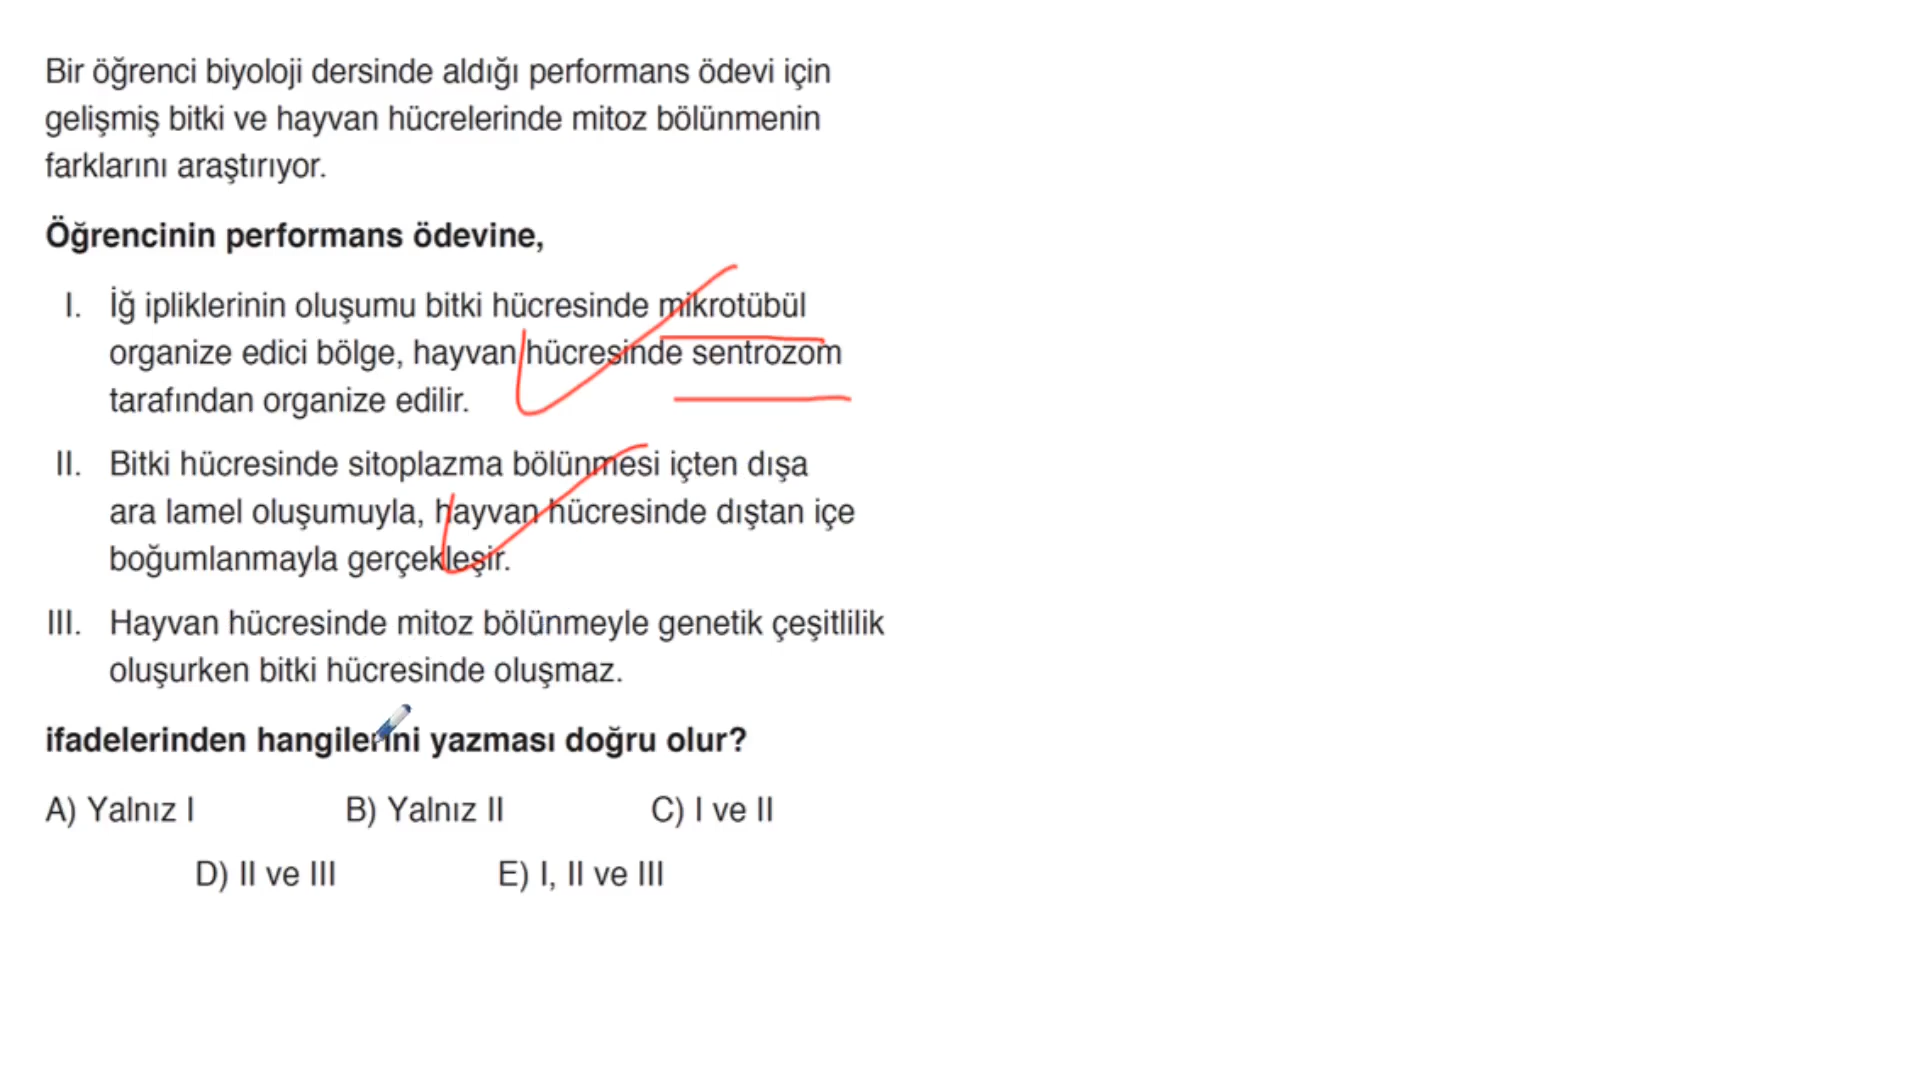 Bir öğrenci biyoloji dersinde aldığı performans ödevi için
gelişmiş bitki ve hayvan hücrelerinde mitoz bölünmenin
farklarını araştırıyor.
Öğrencinin performans ödevine,
I. İğ ipliklerinin oluşumu bitki hücresinde mikrotübül
organize edici bölge, hayvan hücresinde sentrozom
tarafından organize edilir.
II. Bitki hücresinde sitoplazma bölünmesi içten dışa
ara lamel oluşumuyla, hayvan hücresinde dıştan içe
boğumlanmayla gerçekleşir.
III. Hayvan hücresinde mitoz bölünmeyle genetik çeşitlilik
oluşurken bitki hücresinde oluşmaz.
ifadelerinden hangilerini yazması doğru olur?
A) Yalnız I B) Yalnız II C) I ve II
D) II ve III E) I, II ve III